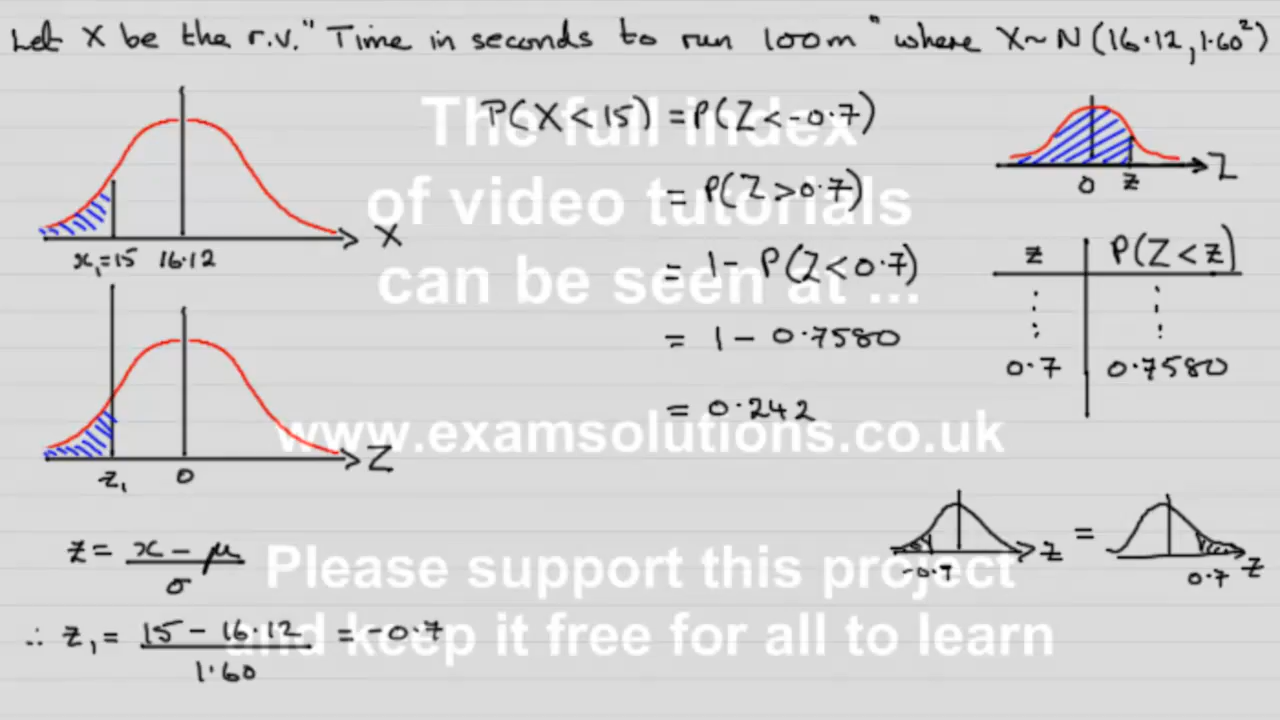 Let X be the r.v. "Time in seconds to run 100m" where X~N(16·12, 1·60²)
x₁=15 16·12 X
z₁ 0 Z
z = x - μ / σ
∴ z₁ = 15 - 16·12 / 1·60 = -0·7
P(X < 15) = P(Z < -0·7)
= P(Z > 0·7)
= 1 - P(Z < 0·7)
= 1 - 0·7580
= 0·242
0 z Z
z P(Z < z)
⋮ ⋮
0·7 0·7580
-0·7 Z = 0·7 Z
The full index
of video tutorials
can be seen at ...
www.examsolutions.co.uk
Please support this project
and keep it free for all to learn